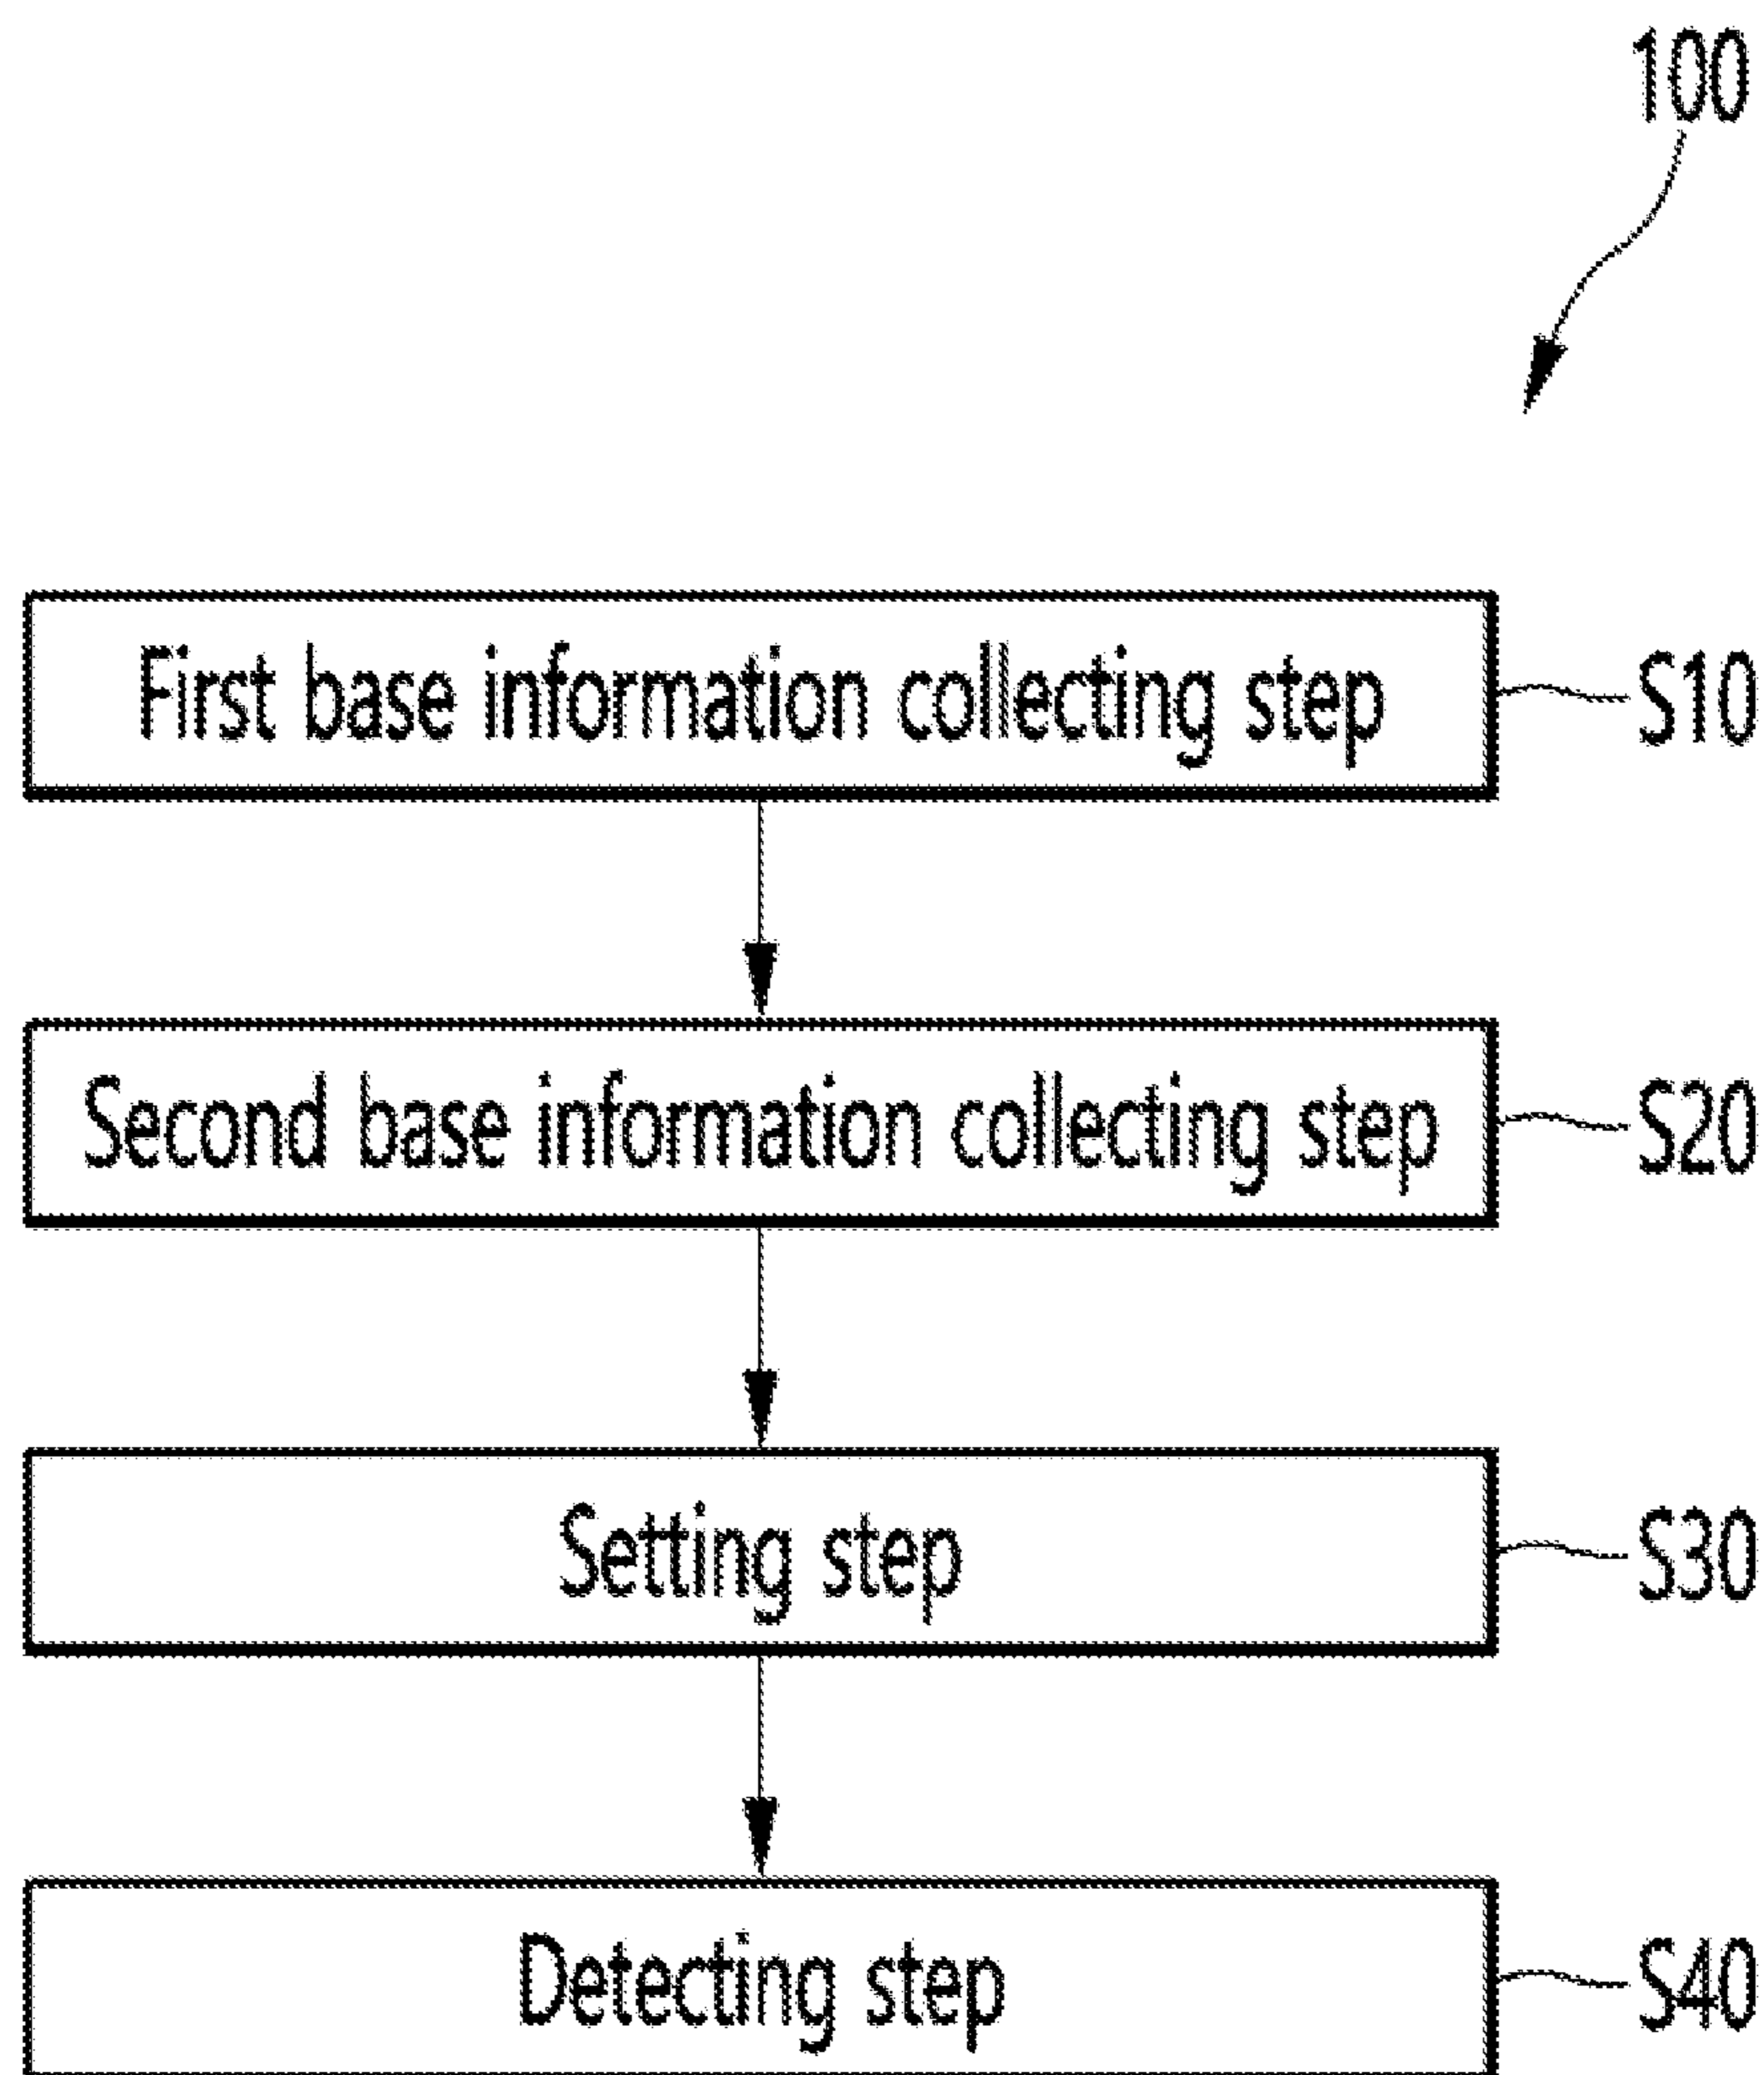 100
First base information collecting step S10
Second base information collecting step S20
Setting step S30
Detecting step S40